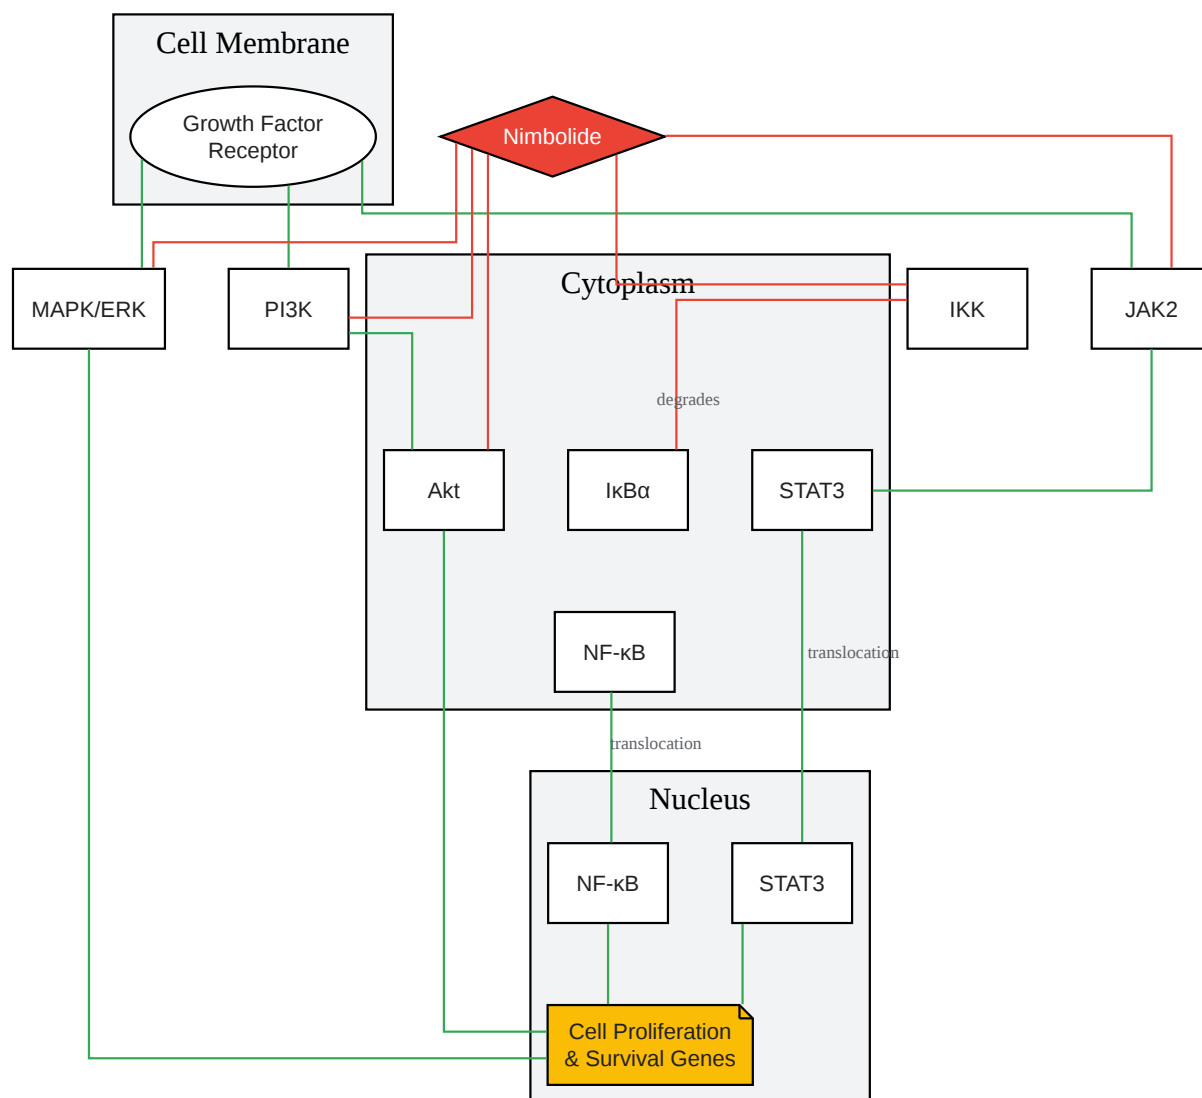 Cell Membrane
Growth Factor
Receptor
Nimbolide
Cytoplasm
MAPK/ERK
PI3K
IKK
JAK2
degrades
Akt
IκBα
STAT3
NF-κB
translocation
translocation
Nucleus
NF-κB
STAT3
Cell Proliferation
& Survival Genes